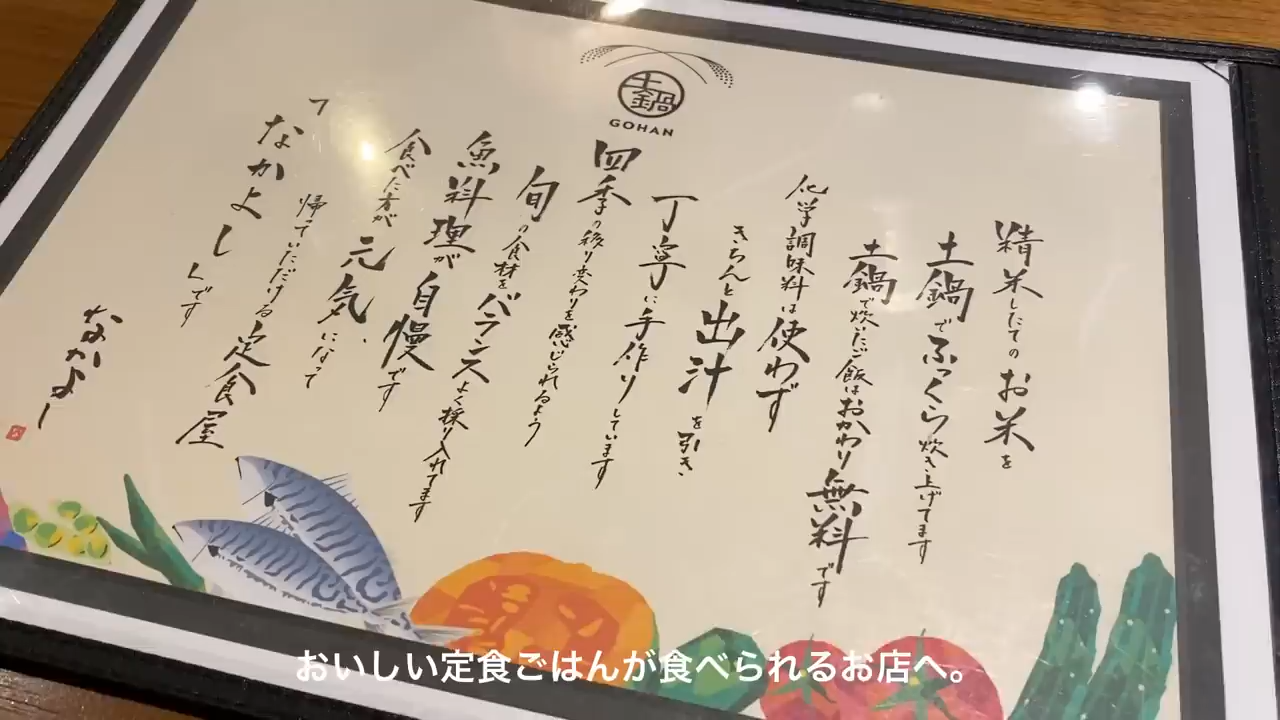 土鍋
GOHAN
精米したてのお米を
土鍋でふっくら炊き上げてます
土鍋で炊いたご飯はおかわり無料です
化学調味料は使わず
きちんと出汁を引き
丁寧に手作りしています
四季の移り変わりを感じられるよう
旬の食材をバランスよく採り入れてます
魚料理が自慢です
食べた方が元気になって
帰っていただける定食屋
「なかよし」です
なかよし
おいしい定食ごはんが食べられるお店へ。